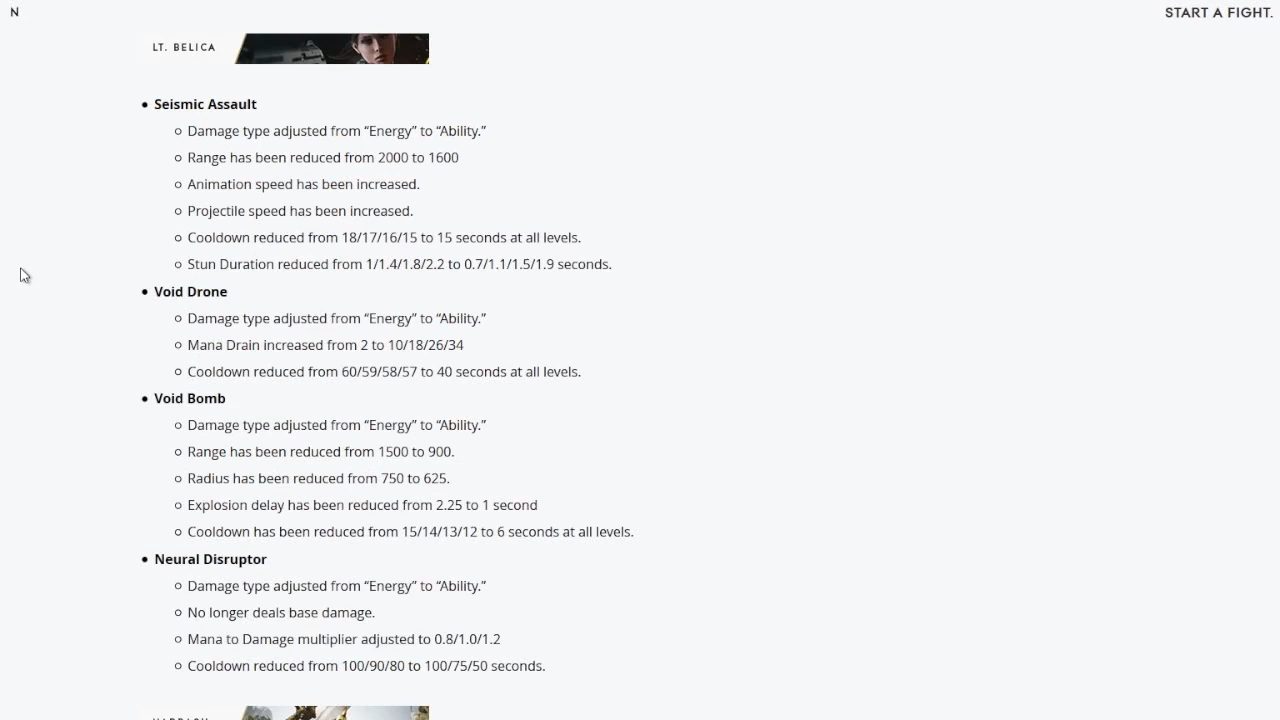 N
START A FIGHT.
LT. BELICA
• Seismic Assault
○ Damage type adjusted from “Energy” to “Ability.”
○ Range has been reduced from 2000 to 1600
○ Animation speed has been increased.
○ Projectile speed has been increased.
○ Cooldown reduced from 18/17/16/15 to 15 seconds at all levels.
○ Stun Duration reduced from 1/1.4/1.8/2.2 to 0.7/1.1/1.5/1.9 seconds.
• Void Drone
○ Damage type adjusted from “Energy” to “Ability.”
○ Mana Drain increased from 2 to 10/18/26/34
○ Cooldown reduced from 60/59/58/57 to 40 seconds at all levels.
• Void Bomb
○ Damage type adjusted from “Energy” to “Ability.”
○ Range has been reduced from 1500 to 900.
○ Radius has been reduced from 750 to 625.
○ Explosion delay has been reduced from 2.25 to 1 second
○ Cooldown has been reduced from 15/14/13/12 to 6 seconds at all levels.
• Neural Disruptor
○ Damage type adjusted from “Energy” to “Ability.”
○ No longer deals base damage.
○ Mana to Damage multiplier adjusted to 0.8/1.0/1.2
○ Cooldown reduced from 100/90/80 to 100/75/50 seconds.